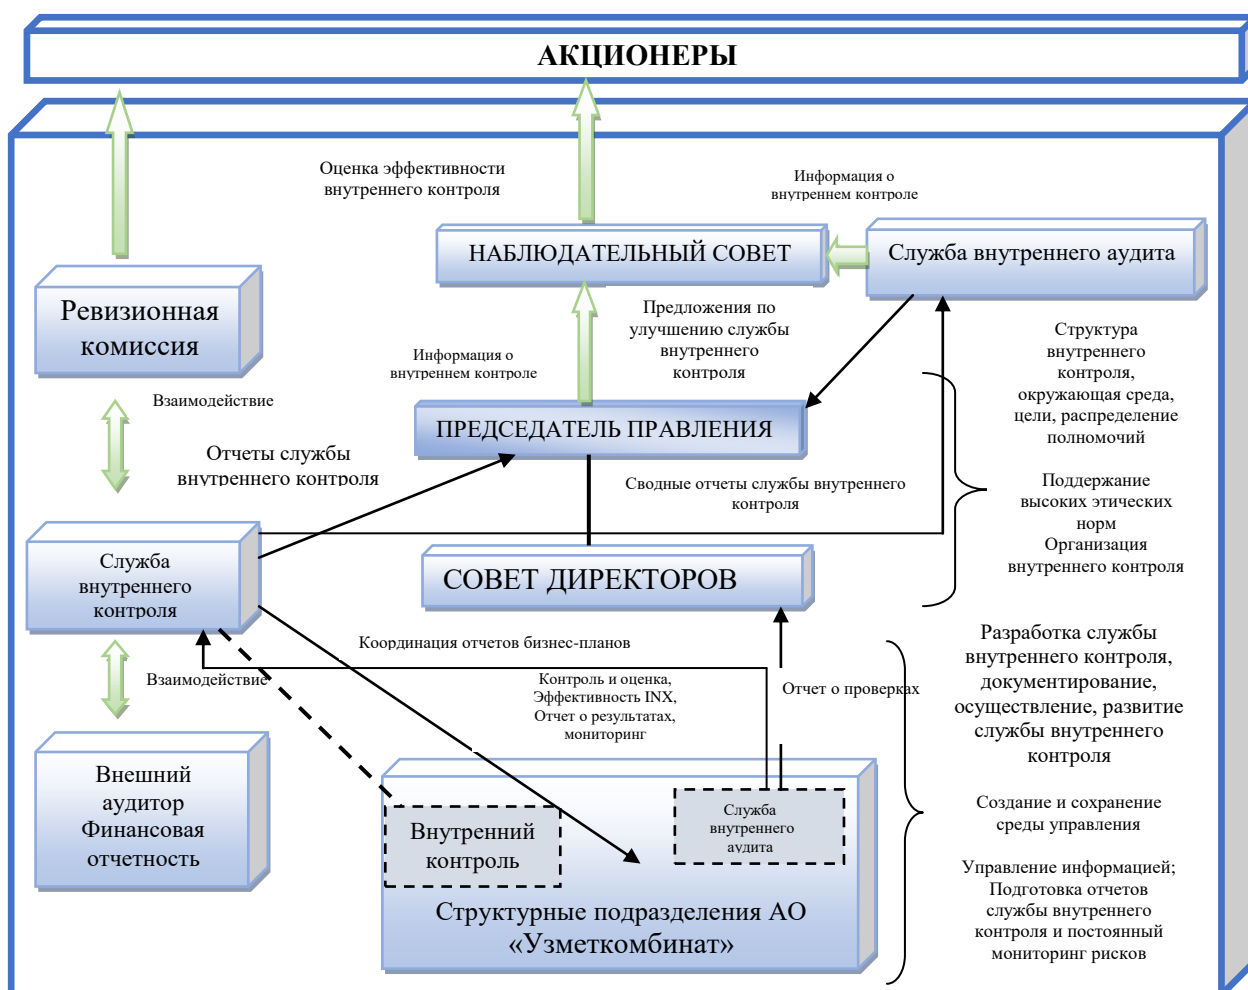 АКЦИОНЕРЫ
Оценка эффективности
внутреннего контроля
Информация о
внутреннем контроле
НАБЛЮДАТЕЛЬНЫЙ СОВЕТ
Служба внутреннего аудита
Ревизионная
комиссия
Предложения по
улучшению службы
внутреннего
контроля
Информация о
внутреннем контроле
Структура
внутреннего
контроля,
окружающая среда,
цели, распределение
полномочий
Взаимодействие
ПРЕДСЕДАТЕЛЬ ПРАВЛЕНИЯ
Отчеты службы
внутреннего контроля
Сводные отчеты службы внутреннего
контроля
Поддержание
высоких этических
норм
Организация
внутреннего контроля
Служба
внутреннего
контроля
СОВЕТ ДИРЕКТОРОВ
Координация отчетов бизнес-планов
Взаимодействие
Контроль и оценка,
Эффективность INX,
Отчет о результатах,
мониторинг
Отчет о проверках
Разработка службы
внутреннего контроля,
документирование,
осуществление, развитие
службы внутреннего
контроля
Внешний
аудитор
Финансовая
отчетность
Внутренний
контроль
Служба
внутреннего
аудита
Создание и сохранение
среды управления
Структурные подразделения АО
«Узметкомбинат»
Управление информацией;
Подготовка отчетов
службы внутреннего
контроля и постоянный
мониторинг рисков